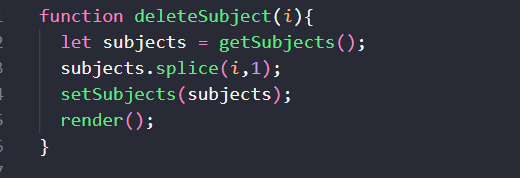 function deleteSubject(i){
let subjects = getSubjects();
subjects.splice(i,1);
setSubjects(subjects);
render();
}